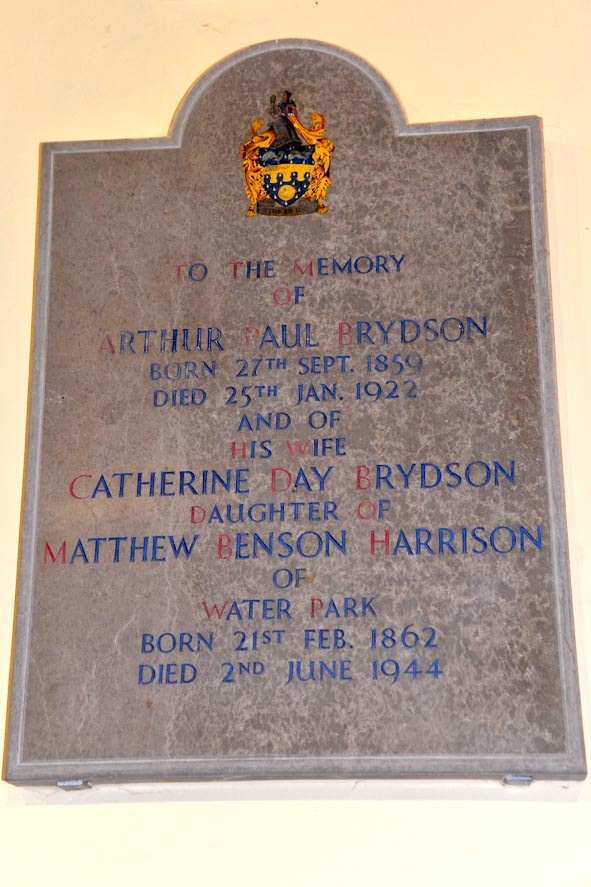 TO THE MEMORY
OF
ARTHUR PAUL BRYDSON
BORN 27TH SEPT. 1859
DIED 25TH JAN. 1922
AND OF
HIS WIFE
CATHERINE DAY BRYDSON
DAUGHTER OF
MATTHEW BENSON HARRISON
OF
WATER PARK
BORN 21ST FEB. 1862
DIED 2ND JUNE 1944